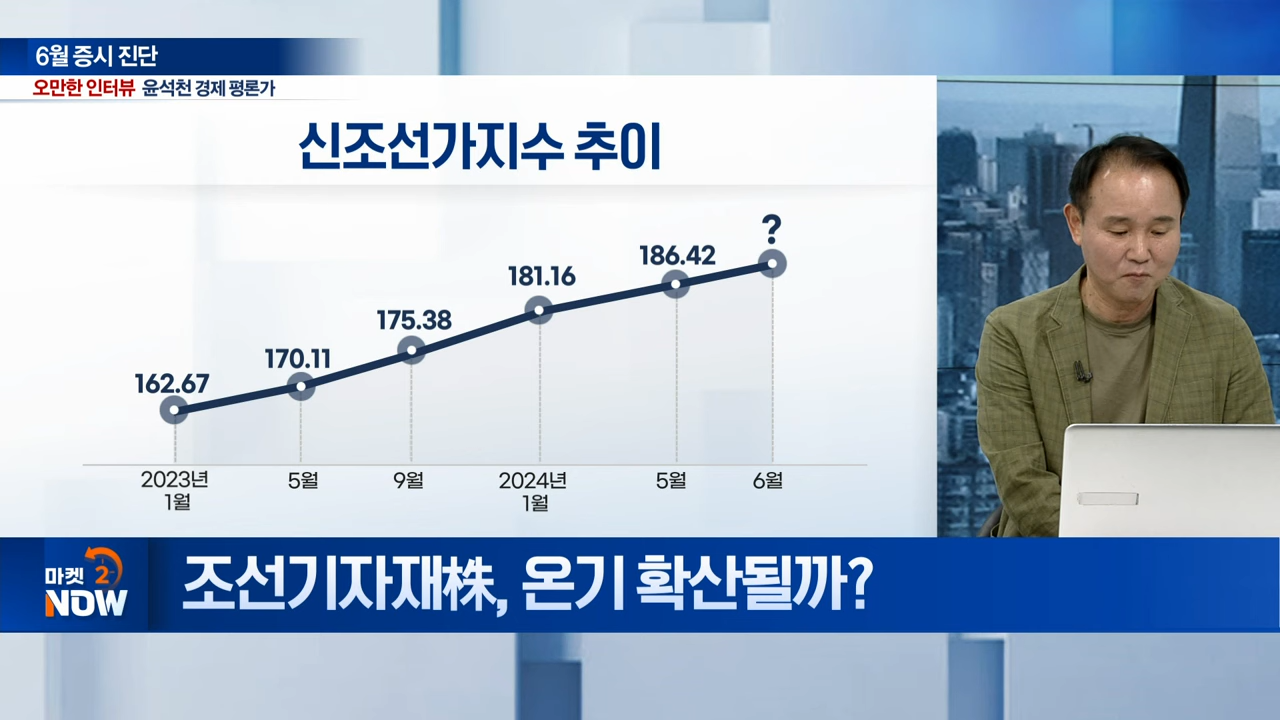 6월 증시 진단
오만한 인터뷰 윤석천 경제 평론가
신조선가지수 추이
162.67
170.11
175.38
181.16
186.42
?
2023년
1월
5월
9월
2024년
1월
5월
6월
마켓 2
NOW
조선기자재株, 온기 확산될까?